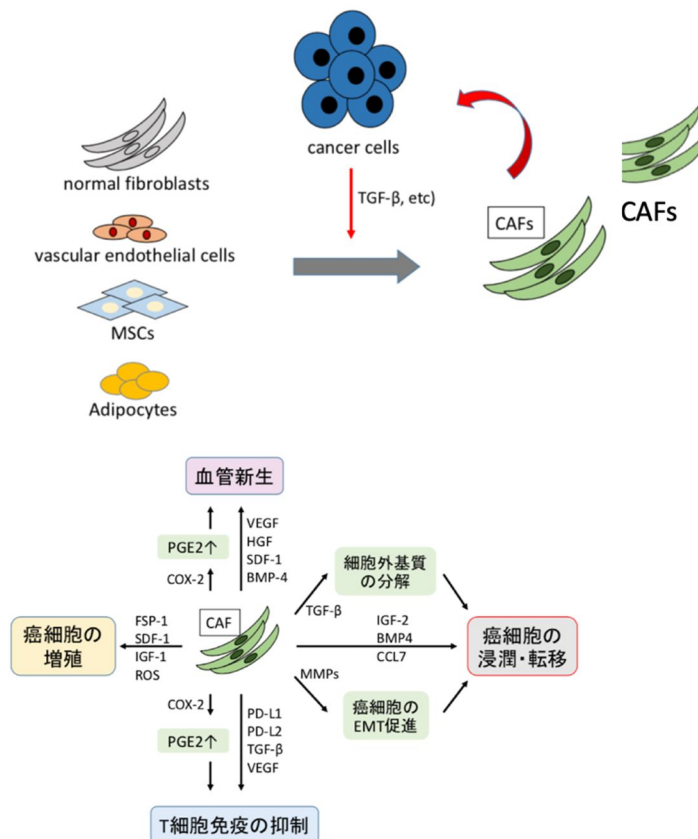 cancer cells
normal fibroblasts
TGF-β, etc)
CAFs
CAFs
vascular endothelial cells
MSCs
Adipocytes
血管新生
PGE2↑
VEGF
HGF
SDF-1
BMP-4
COX-2
細胞外基質
の分解
TGF-β
癌細胞の
増殖
FSP-1
SDF-1
IGF-1
ROS
CAF
IGF-2
BMP4
CCL7
癌細胞の
浸潤・転移
MMPs
癌細胞の
EMT促進
COX-2
PGE2↑
PD-L1
PD-L2
TGF-β
VEGF
T細胞免疫の抑制